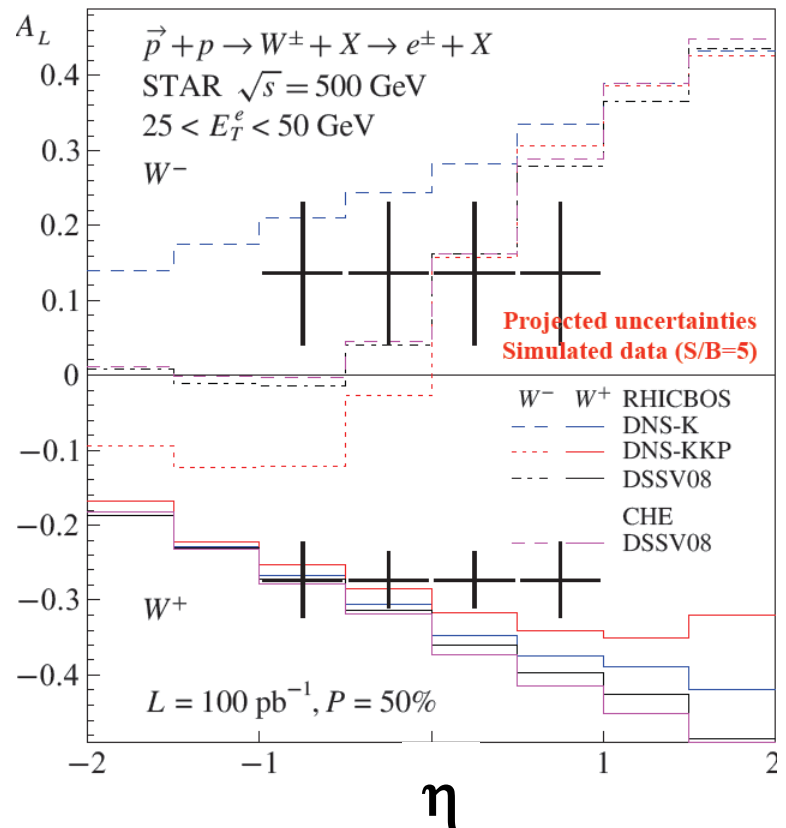 A_L
p⃗ + p → W± + X → e± + X
STAR √s = 500 GeV
25 < E_T^e < 50 GeV
W⁻
Projected uncertainties
Simulated data (S/B=5)
W⁻ W⁺ RHICBOS
DNS-K
DNS-KKP
DSSV08
CHE
DSSV08
W⁺
L = 100 pb⁻¹, P = 50%
0.4
0.3
0.2
0.1
0
−0.1
−0.2
−0.3
−0.4
−2 −1 1 2
η